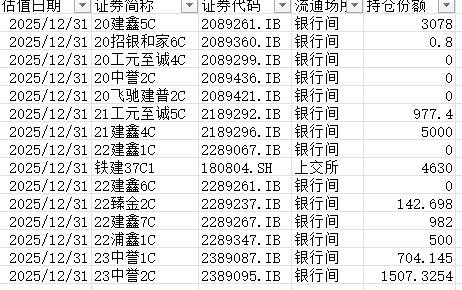 估值日期 证券简称 证券代码 流通场所 持仓份额
2025/12/31 20建鑫5C 2089261.IB 银行间 3078
2025/12/31 20招银和家6C 2089360.IB 银行间 0.8
2025/12/31 20工元至诚4C 2089299.IB 银行间 0
2025/12/31 20中誉2C 2089436.IB 银行间 0
2025/12/31 20飞驰建普2C 2089421.IB 银行间 0
2025/12/31 21工元至诚5C 2189292.IB 银行间 977.4
2025/12/31 21建鑫4C 2189296.IB 银行间 5000
2025/12/31 22建鑫1C 2289067.IB 银行间 0
2025/12/31 铁建37C1 180804.SH 上交所 4630
2025/12/31 22建鑫6C 2289261.IB 银行间 0
2025/12/31 22臻金2C 2289237.IB 银行间 142.698
2025/12/31 22建鑫7C 2289267.IB 银行间 982
2025/12/31 22浦鑫1C 2289347.IB 银行间 500
2025/12/31 23中誉1C 2389087.IB 银行间 704.145
2025/12/31 23中誉2C 2389095.IB 银行间 1507.3254